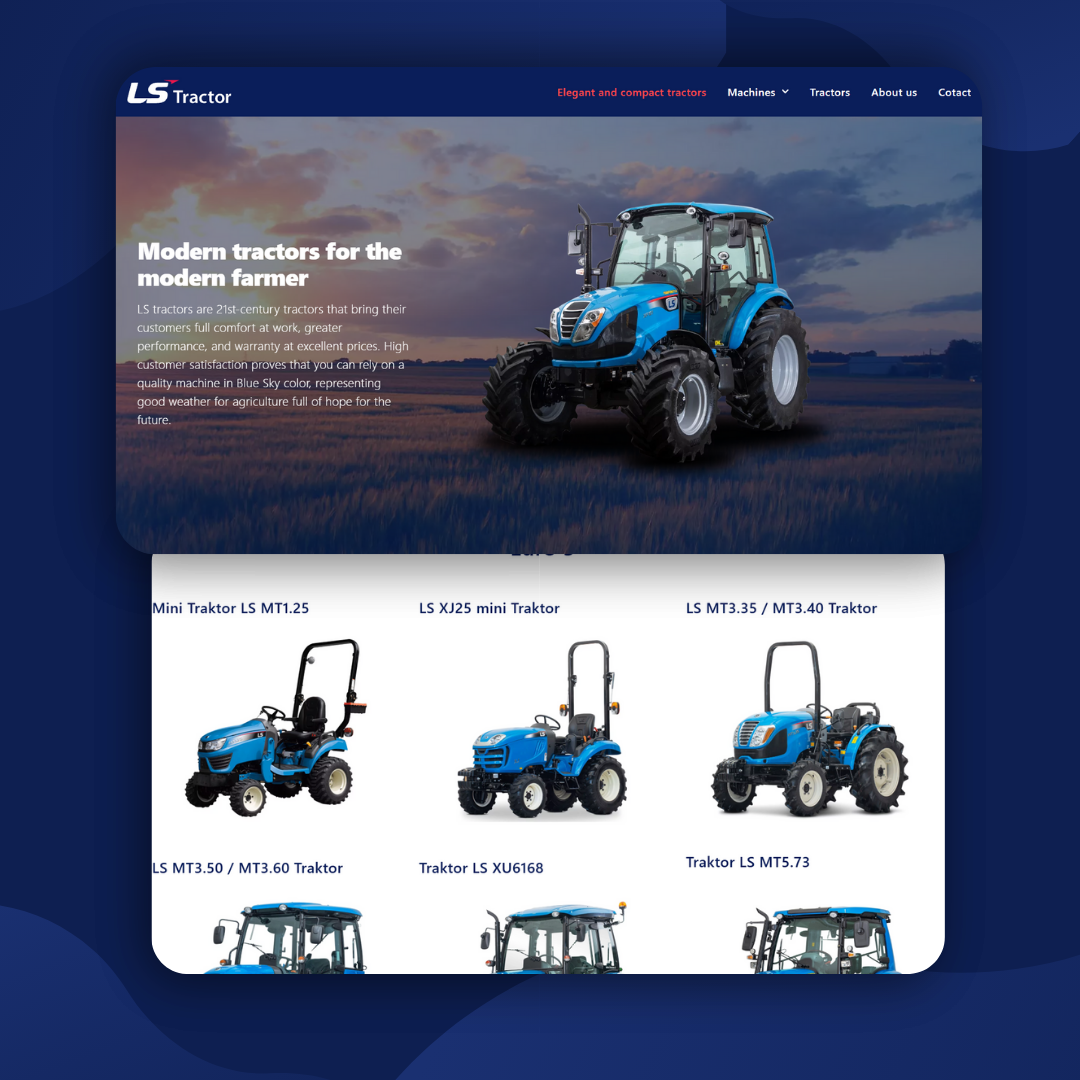 LS Tractor
Elegant and compact tractors Machines Tractors About us Cotact
Modern tractors for the
modern farmer
LS tractors are 21st-century tractors that bring their
customers full comfort at work, greater
performance, and warranty at excellent prices. High
customer satisfaction proves that you can rely on a
quality machine in Blue Sky color, representing
good weather for agriculture full of hope for the
future.
LS
Mini Traktor LS MT1.25
LS XJ25 mini Traktor
LS MT3.35 / MT3.40 Traktor
LS MT3.50 / MT3.60 Traktor
Traktor LS XU6168
Traktor LS MT5.73